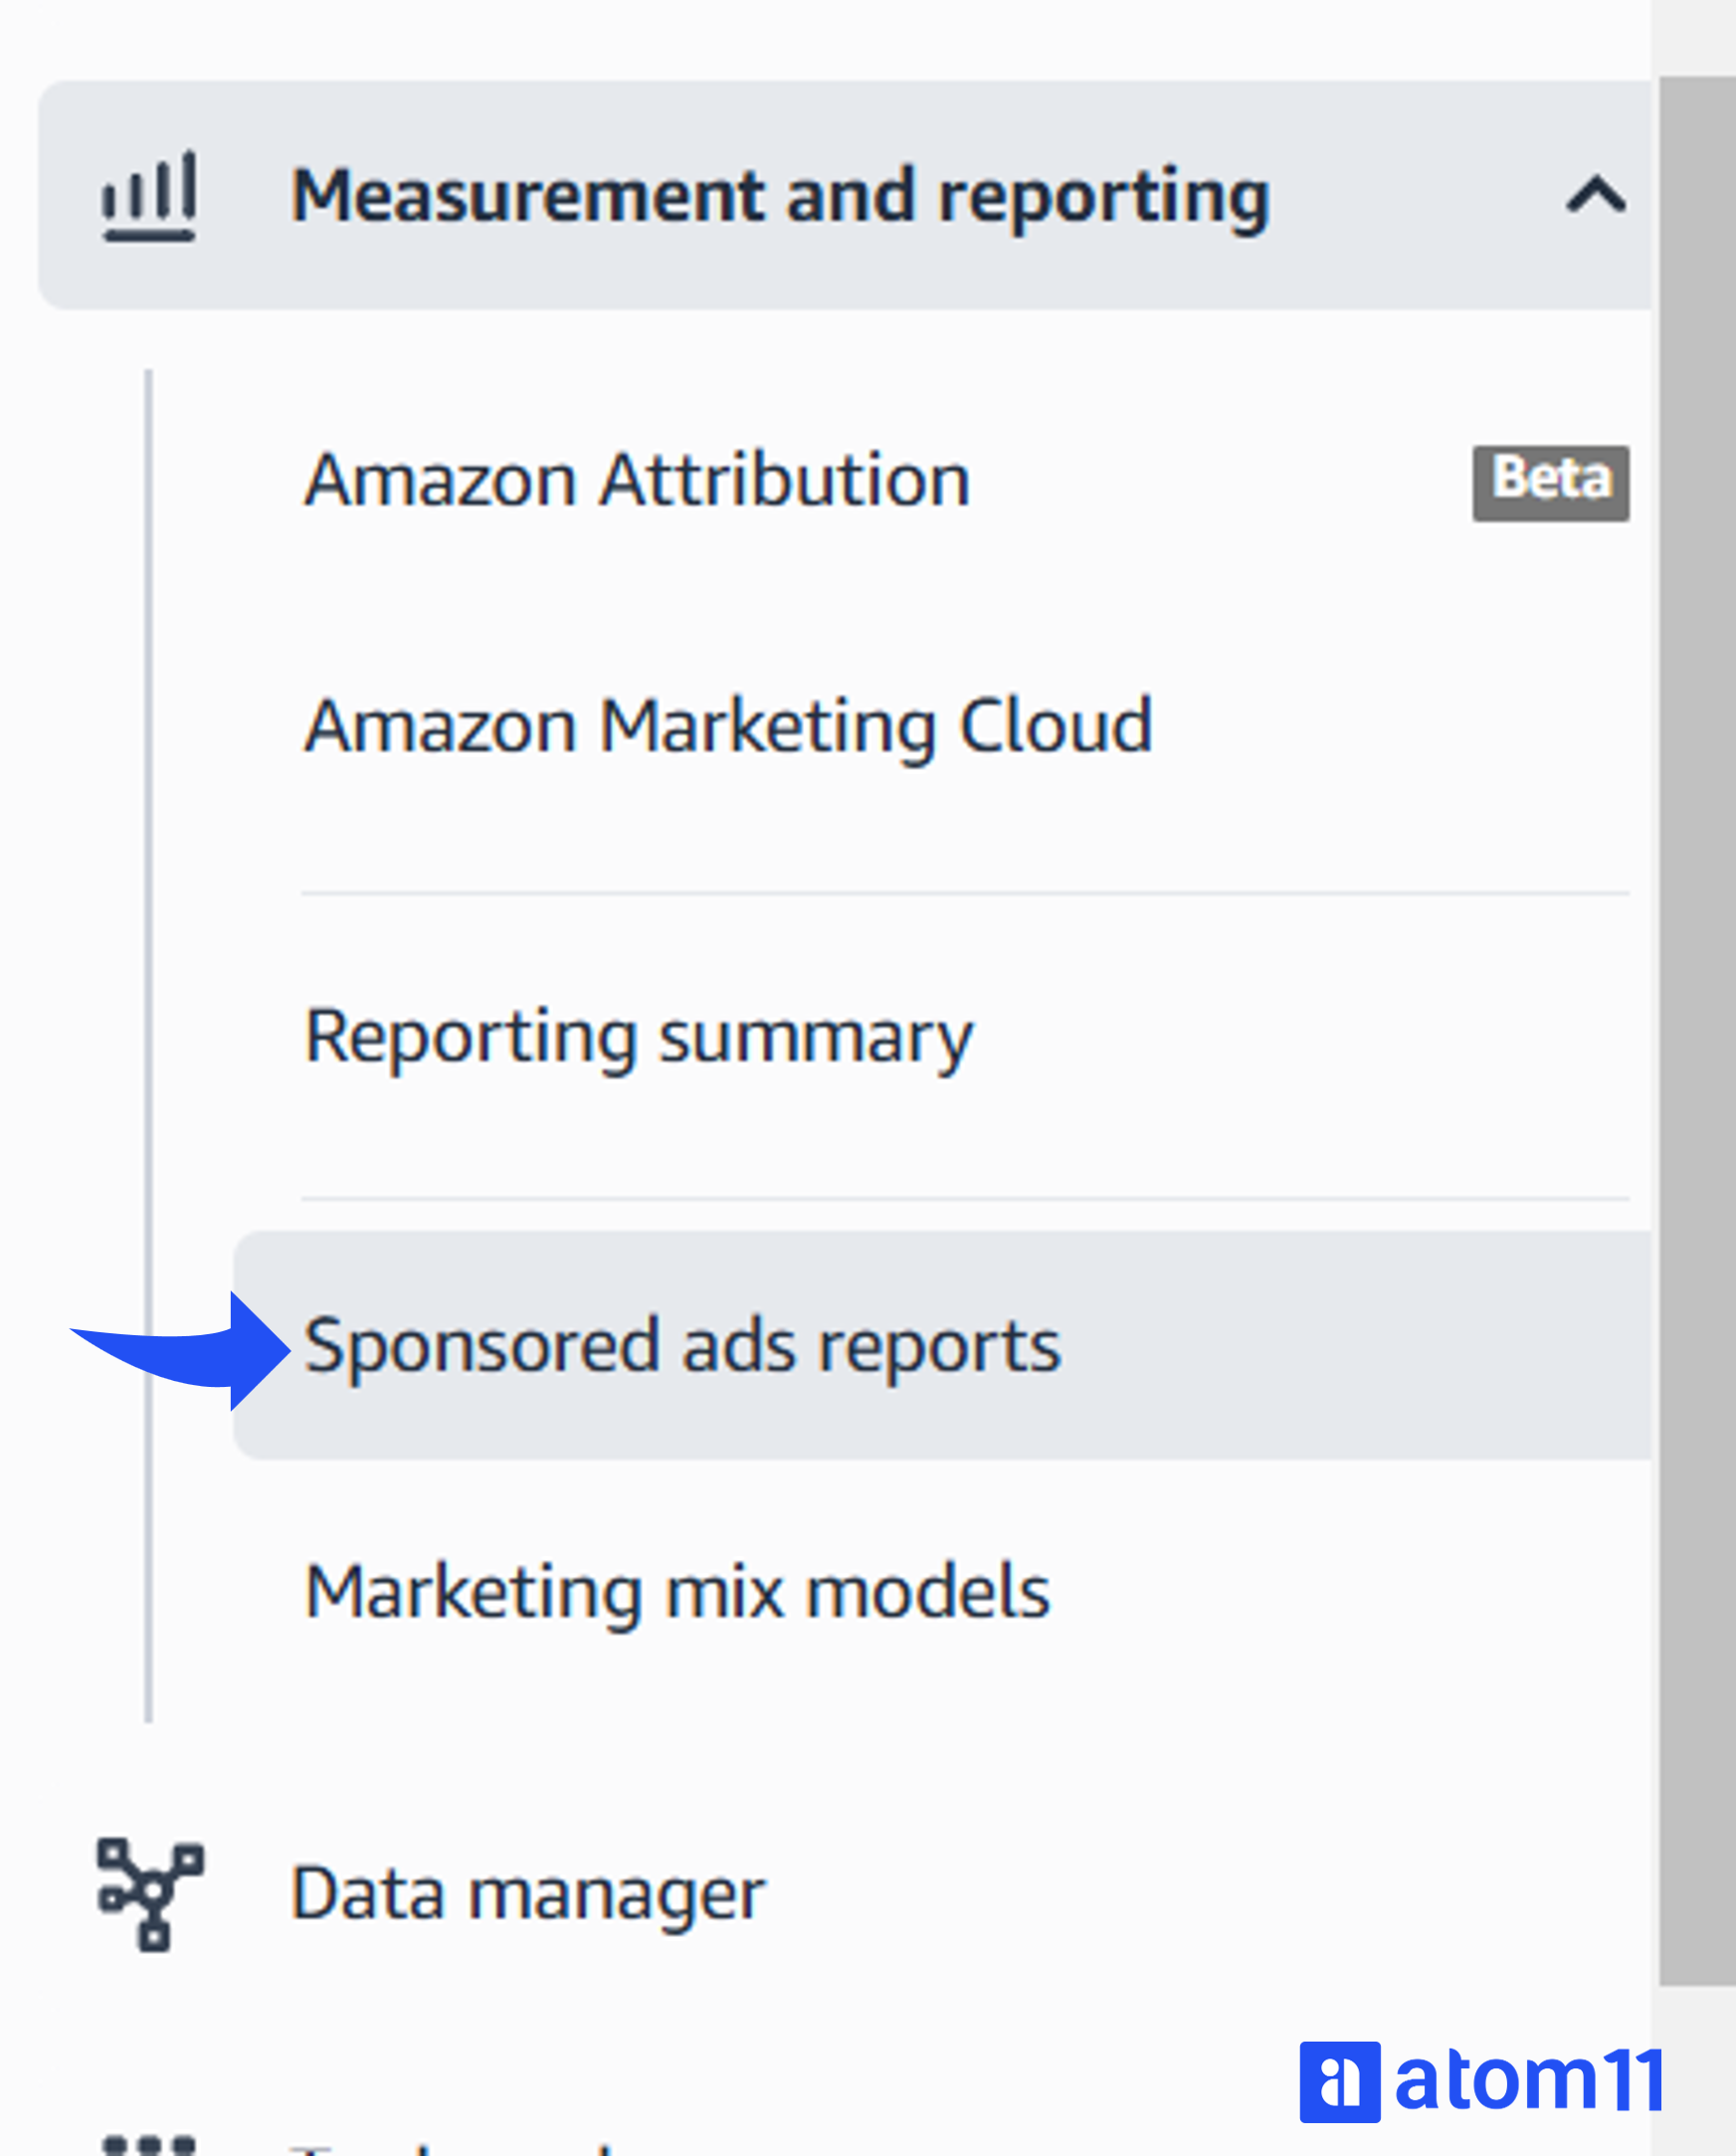 Measurement and reporting
Amazon Attribution
Beta
Amazon Marketing Cloud
Reporting summary
Sponsored ads reports
Marketing mix models
Data manager
a atom11